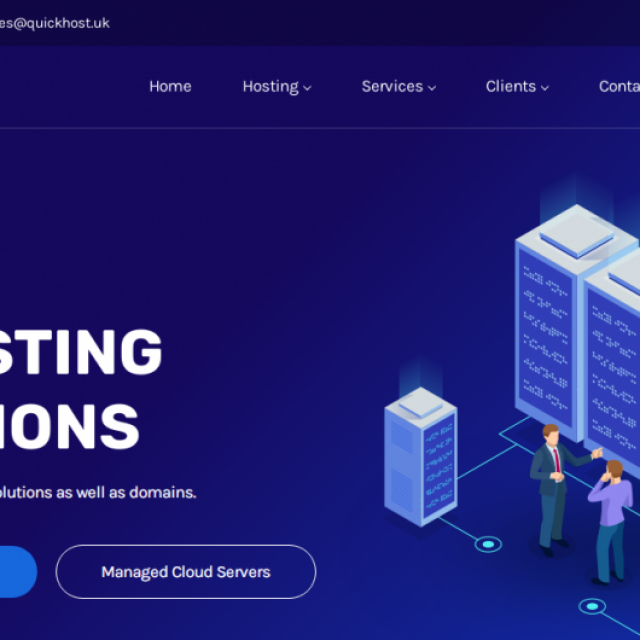 es@quickhost.uk
Home Hosting Services Clients Conta
STING
IONS
olutions as well as domains.
Managed Cloud Servers